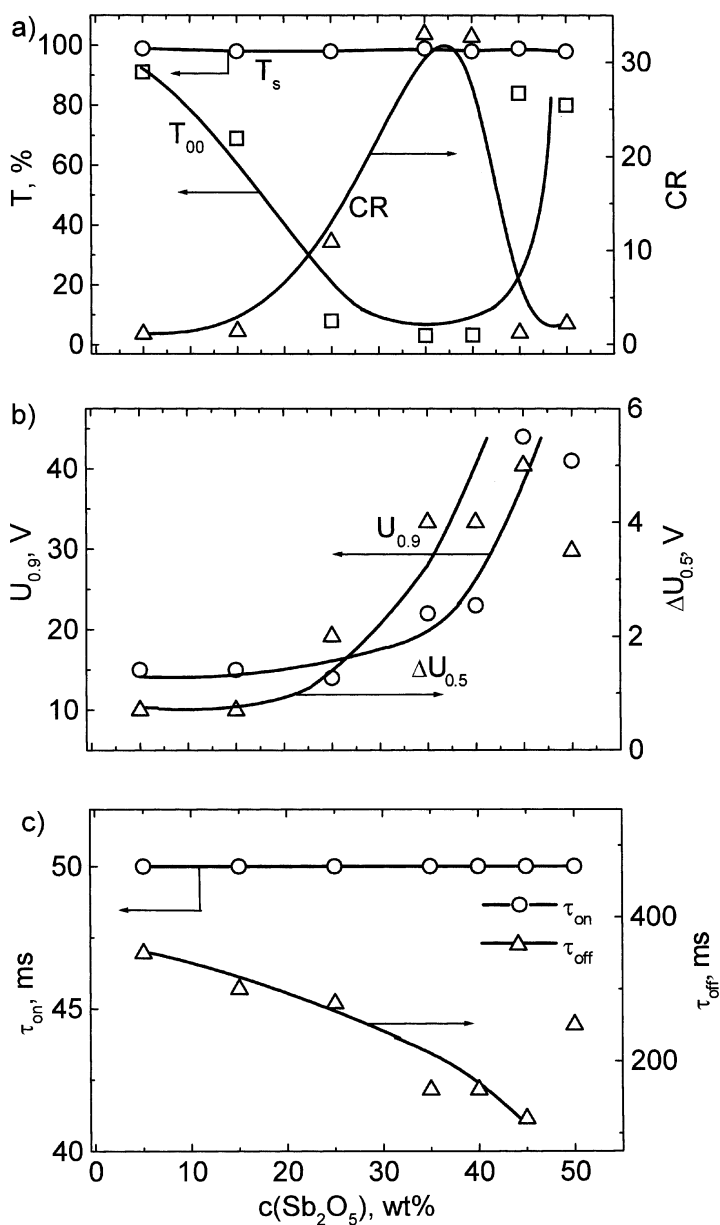 a)
100
80
60
40
20
0
T, %
T_s
T_00
CR
30
20
10
0
CR
b)
40
30
20
10
U_0.9, V
U_0.9
ΔU_0.5
6
4
2
0
ΔU_0.5, V
c)
50
45
40
τ_on, ms
τ_on
τ_off
400
200
τ_off, ms
0 10 20 30 40 50
c(Sb₂O₅), wt%